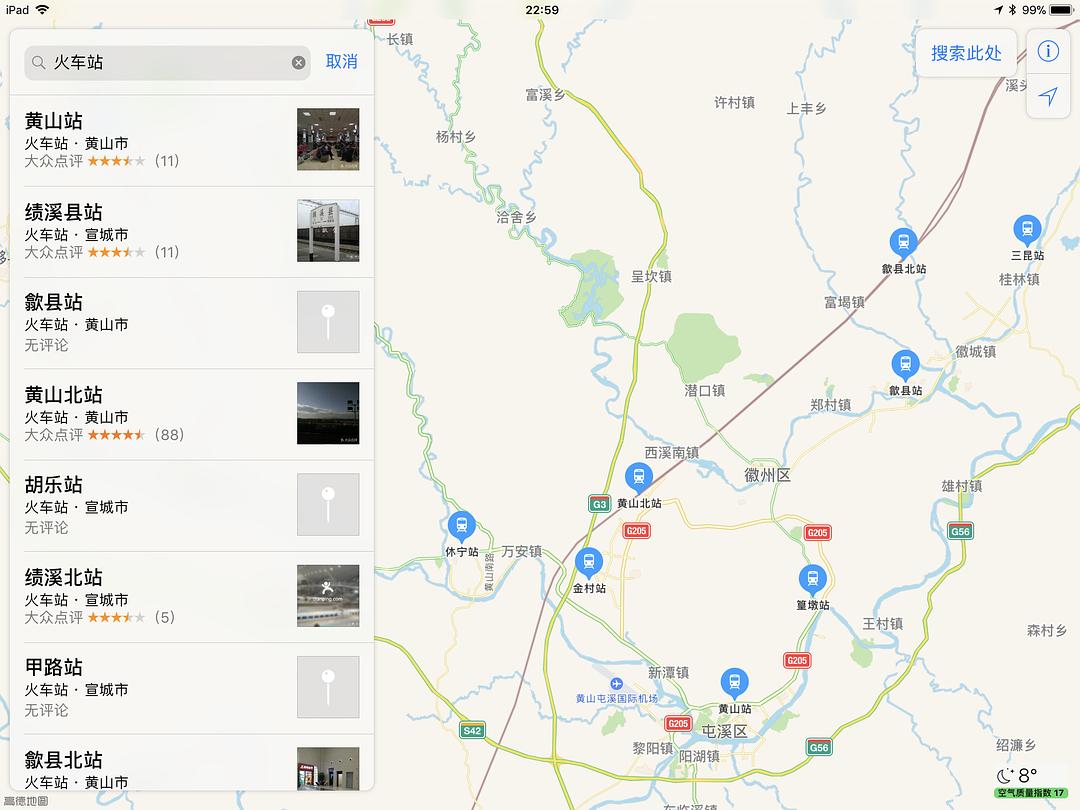 iPad
22:59
99%
火车站
取消
搜索此处
黄山站
火车站 · 黄山市
大众点评 (11)
绩溪县站
火车站 · 宣城市
大众点评 (11)
歙县站
火车站 · 黄山市
无评论
黄山北站
火车站 · 黄山市
大众点评 (88)
胡乐站
火车站 · 宣城市
无评论
绩溪北站
火车站 · 宣城市
大众点评 (5)
甲路站
火车站 · 宣城市
无评论
歙县北站
火车站 · 黄山市
高德地图
长镇
富溪乡
许村镇
上丰乡
溪头
杨村乡
洽舍乡
呈坎镇
歙县北站
三昆站
桂林镇
富堨镇
徽城镇
歙县站
潜口镇
郑村镇
西溪南镇
徽州区
雄村镇
黄山北站
G3
G205
G205
G56
休宁站
万安镇
黄山南路
金村站
篁墩站
王村镇
森村乡
G205
新潭镇
黄山屯溪国际机场
黄山站
G205
屯溪区
S42
黎阳镇
阳湖镇
G56
绍濂乡
8°
空气质量指数 17